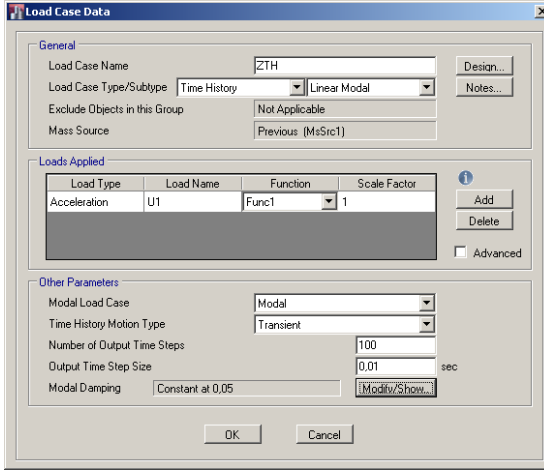 Load Case Data
General
Load Case Name ZTH Design...
Load Case Type/Subtype Time History Linear Modal Notes...
Exclude Objects in this Group Not Applicable
Mass Source Previous (MsSrc1)
Loads Applied
Load Type Load Name Function Scale Factor
Acceleration U1 Func1 1
Add
Delete
Advanced
Other Parameters
Modal Load Case Modal
Time History Motion Type Transient
Number of Output Time Steps 100
Output Time Step Size 0,01 sec
Modal Damping Constant at 0,05 Modify/Show...
OK Cancel